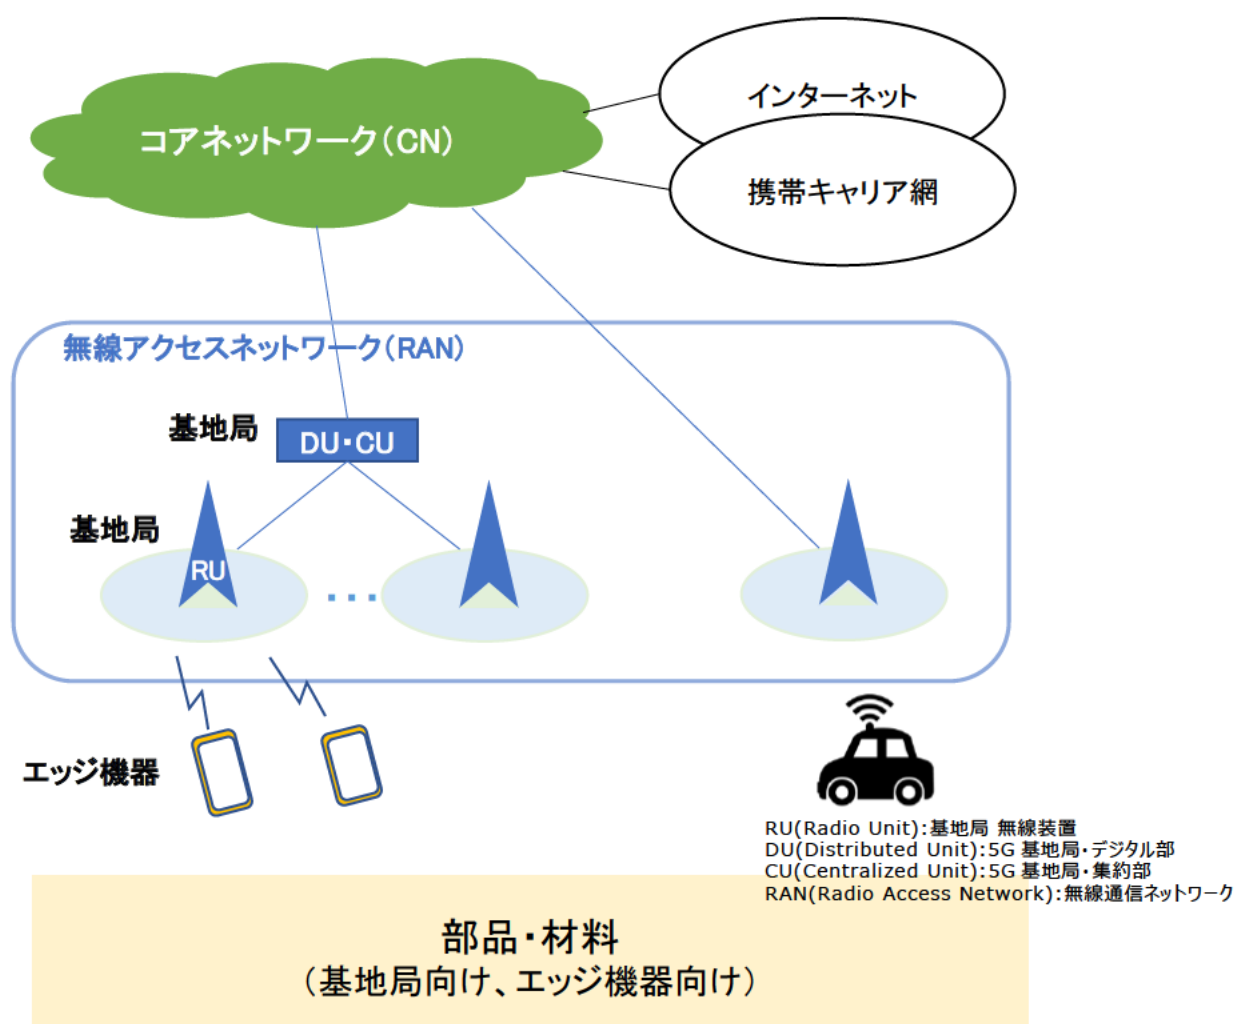 インターネット
コアネットワーク（CN）
携帯キャリア網
無線アクセスネットワーク（RAN）
基地局
DU・CU
基地局
RU
・・・
エッジ機器
RU(Radio Unit)：基地局 無線装置
DU(Distributed Unit)：5G 基地局・デジタル部
CU(Centralized Unit)：5G 基地局・集約部
RAN(Radio Access Network)：無線通信ネットワーク
部品・材料
（基地局向け、エッジ機器向け）